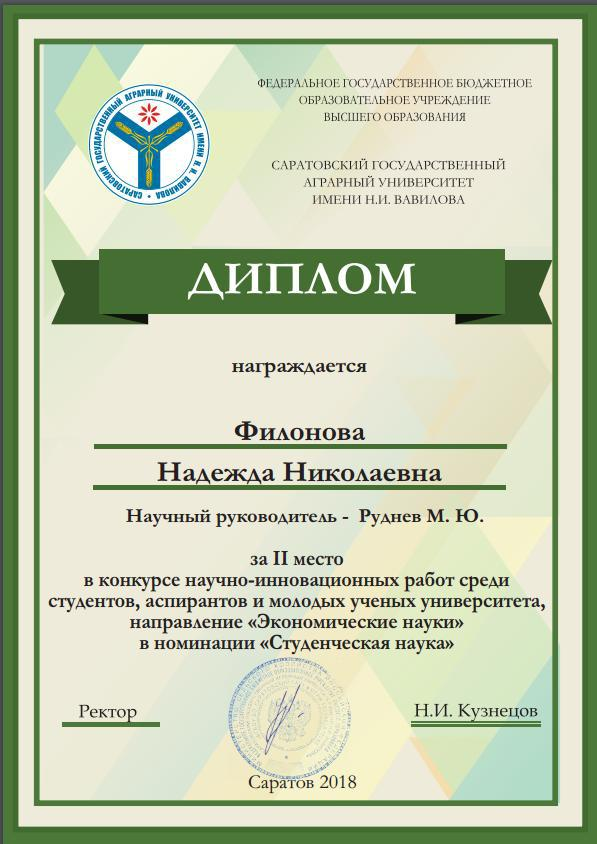 ФЕДЕРАЛЬНОЕ ГОСУДАРСТВЕННОЕ БЮДЖЕТНОЕ
ОБРАЗОВАТЕЛЬНОЕ УЧРЕЖДЕНИЕ
ВЫСШЕГО ОБРАЗОВАНИЯ
САРАТОВСКИЙ ГОСУДАРСТВЕННЫЙ АГРАРНЫЙ УНИВЕРСИТЕТ ИМЕНИ Н. И. ВАВИЛОВА
САРАТОВСКИЙ ГОСУДАРСТВЕННЫЙ
АГРАРНЫЙ УНИВЕРСИТЕТ
ИМЕНИ Н.И. ВАВИЛОВА
ДИПЛОМ
награждается
Филонова
Надежда Николаевна
Научный руководитель - Руднев М. Ю.
за II место
в конкурсе научно-инновационных работ среди
студентов, аспирантов и молодых ученых университета,
направление «Экономические науки»
в номинации «Студенческая наука»
Ректор
Н.И. Кузнецов
Саратов 2018